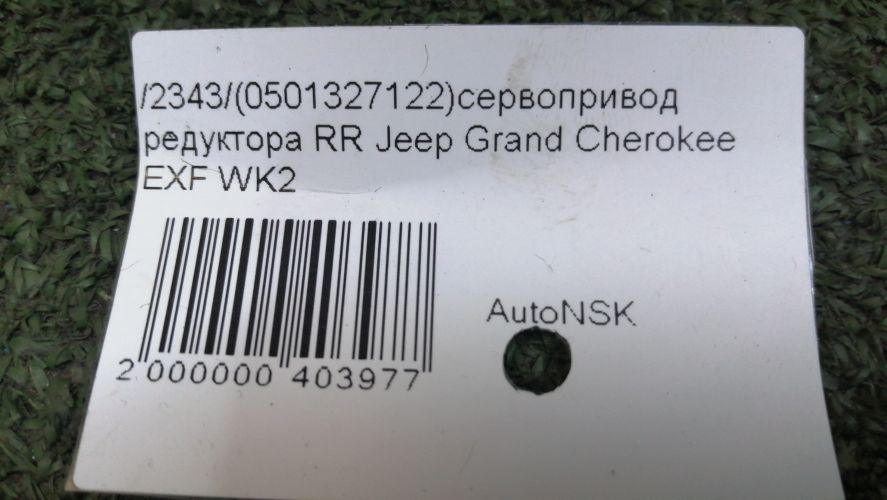 /2343/(0501327122)сервопривод
редуктора RR Jeep Grand Cherokee
EXF WK2
AutoNSK
2 000000 403977